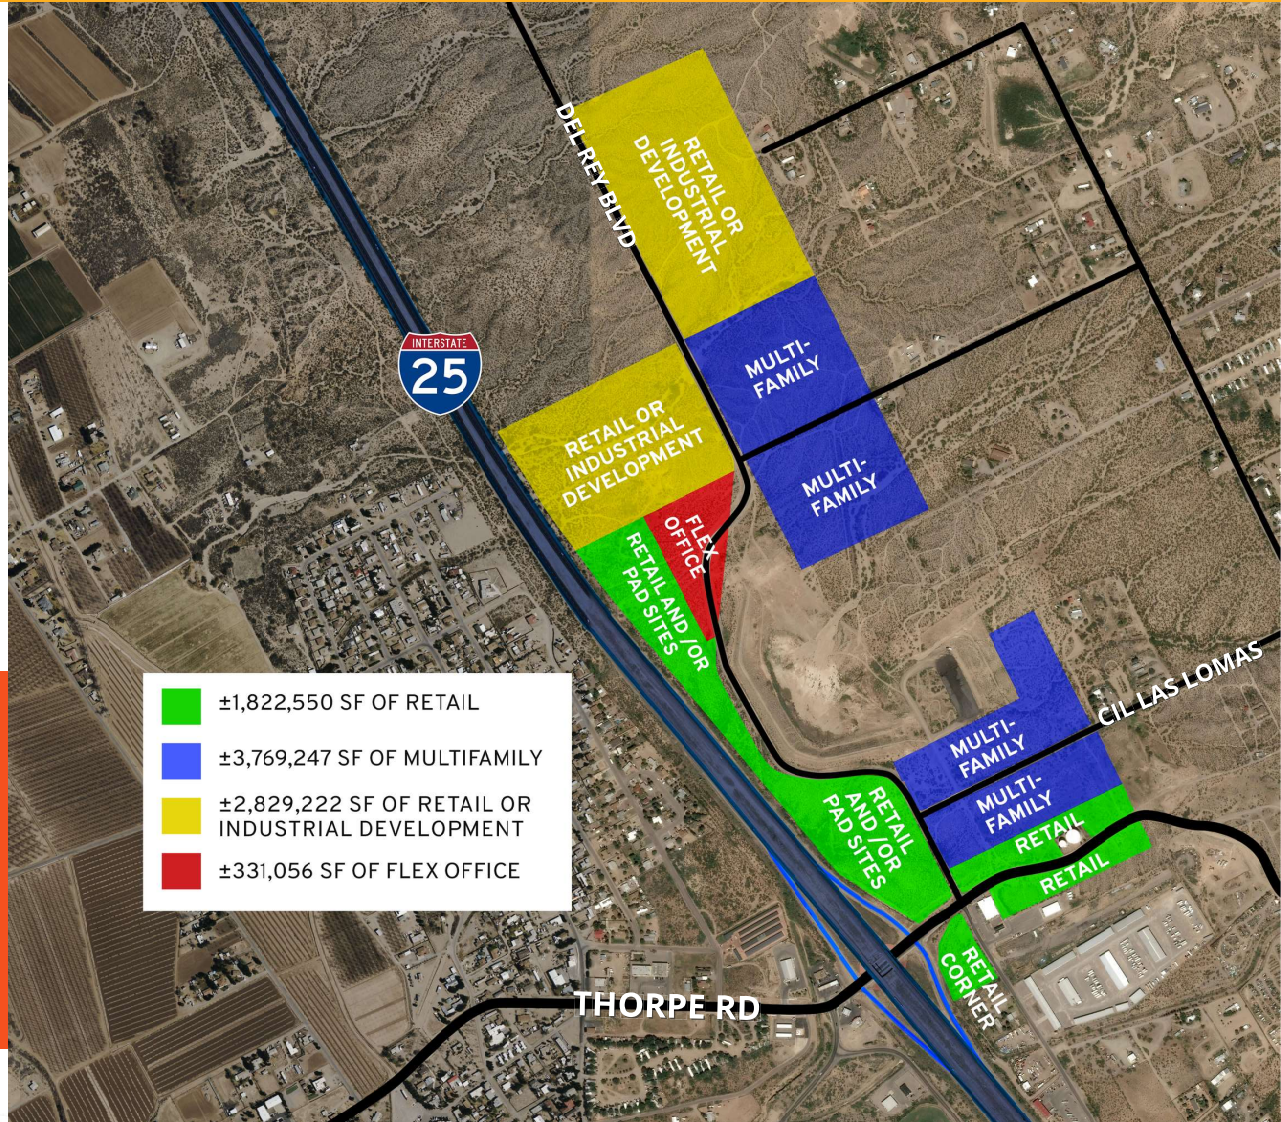 DEL REY BLVD
RETAIL OR
INDUSTRIAL
DEVELOPMENT
INTERSTATE
25
MULTI-
FAMILY
RETAIL OR
INDUSTRIAL
DEVELOPMENT
MULTI-
FAMILY
FLEX
OFFICE
RETAIL AND /OR
PAD SITES
CIL LAS LOMAS
MULTI-
FAMILY
MULTI-
FAMILY
RETAIL
AND /OR
PAD SITES
RETAIL
RETAIL
RETAIL
CORNER
THORPE RD
±1,822,550 SF OF RETAIL
±3,769,247 SF OF MULTIFAMILY
±2,829,222 SF OF RETAIL OR
INDUSTRIAL DEVELOPMENT
±331,056 SF OF FLEX OFFICE